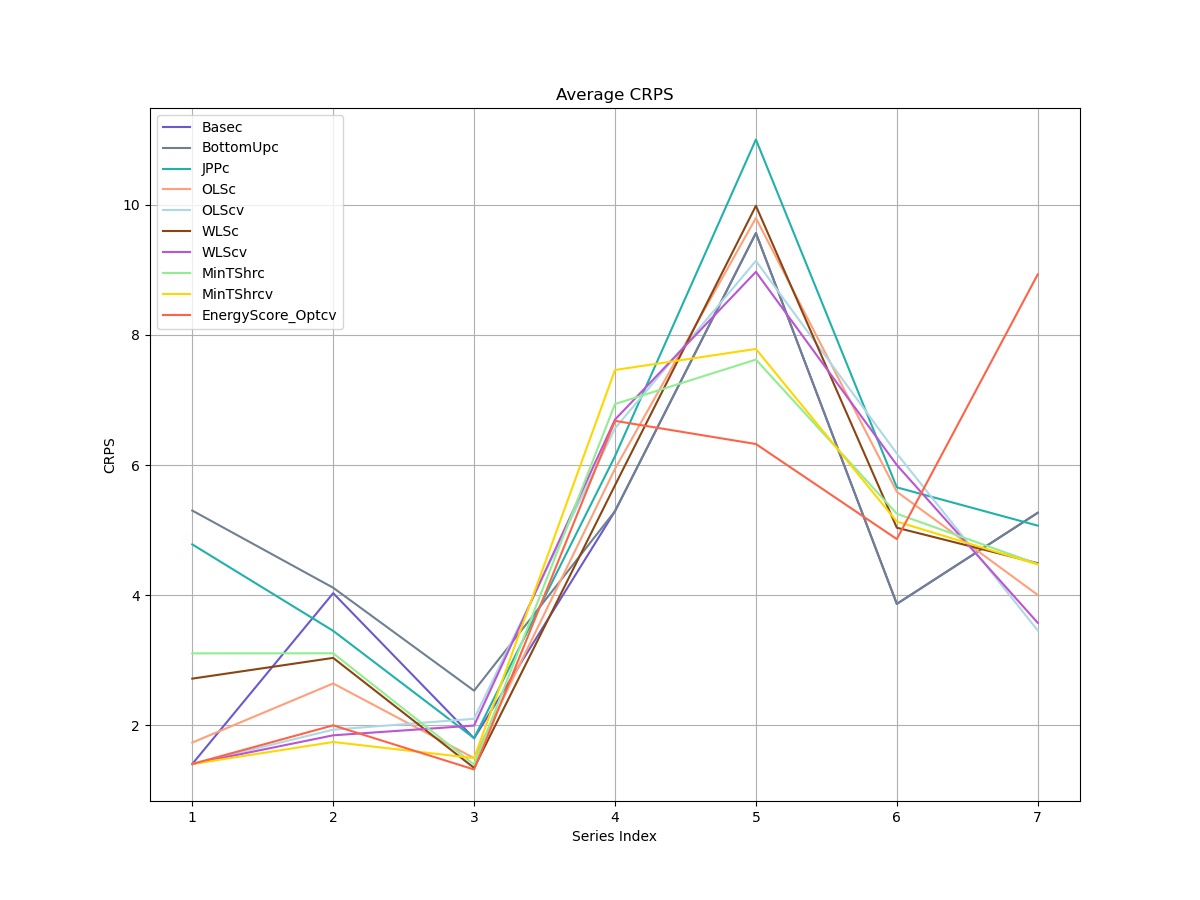 Average CRPS
Basec
BottomUpc
JPPc
OLSc
OLScv
WLSc
WLScv
MinTShrc
MinTShrcv
EnergyScore_Optcv
10
8
6
4
2
CRPS
1 2 3 4 5 6 7
Series Index